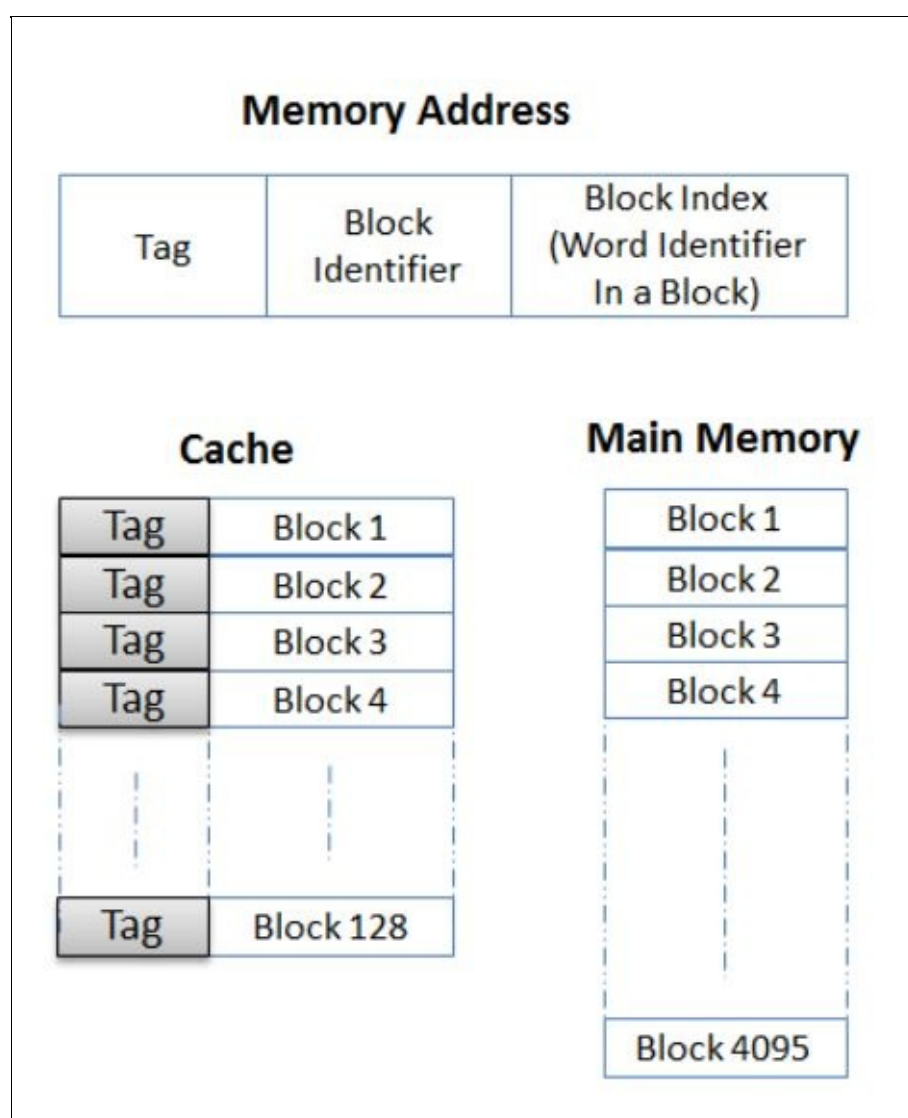 Memory Address
Tag
Block
Identifier
Block Index
(Word Identifier
In a Block)
Cache
Tag Block 1
Tag Block 2
Tag Block 3
Tag Block 4
Tag Block 128
Main Memory
Block 1
Block 2
Block 3
Block 4
Block 4095